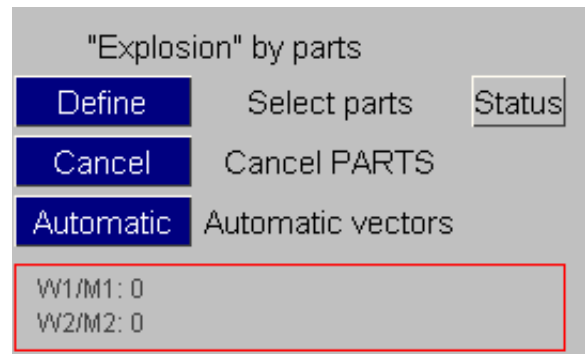 "Explosion" by parts
Define Select parts Status
Cancel Cancel PARTS
Automatic Automatic vectors
W1/M1: 0
W2/M2: 0